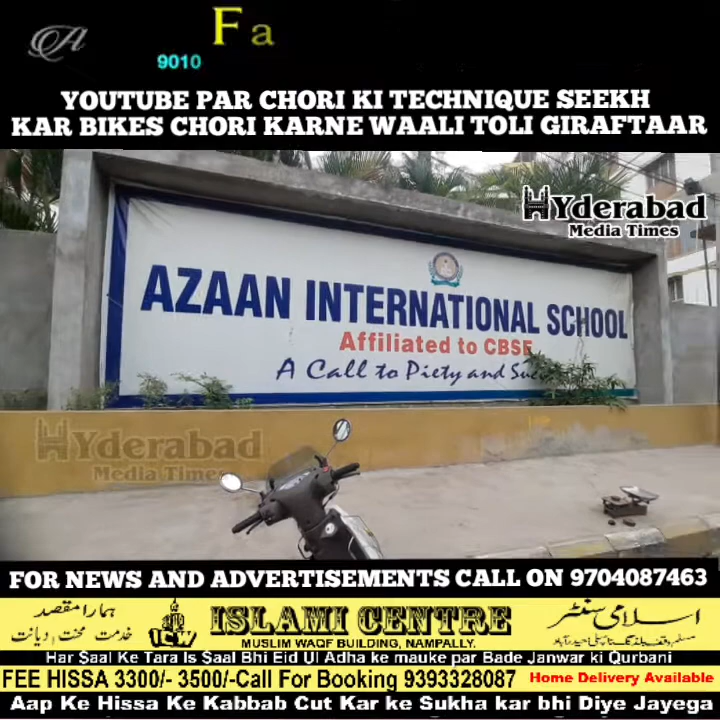 A
Fa
9010
YOUTUBE PAR CHORI KI TECHNIQUE SEEKH
KAR BIKES CHORI KARNE WAALI TOLI GIRAFTAAR
HYderabad
Media Times
AZAAN INTERNATIONAL SCHOOL
Affiliated to CBSE
A Call to Piety and
HYderabad
Media Times
FOR NEWS AND ADVERTISEMENTS CALL ON 9704087463
ہمارا مقصد
خدمت محنت دیانت
ICW
ISLAMI CENTRE
MUSLIM WAQF BUILDING, NAMPALLY.
اسلامی سنٹر
Har Saal Ke Tara Is Saal Bhi Eid Ul Adha ke mauke par Bade Janwar ki Qurbani
FEE HISSA 3300/- 3500/-Call For Booking 9393328087 Home Delivery Available
Aap Ke Hissa Ke Kabbab Cut Kar ke Sukha kar bhi Diye Jayega